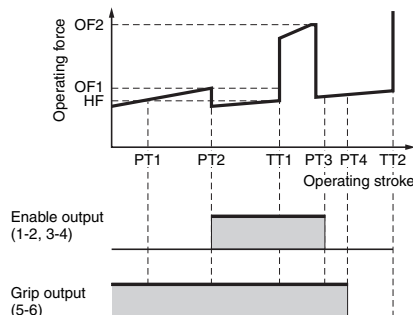 OF2
Operating force
OF1
HF
PT1 PT2 TT1 PT3 PT4 TT2
Operating stroke
Enable output
(1-2, 3-4)
Grip output
(5-6)